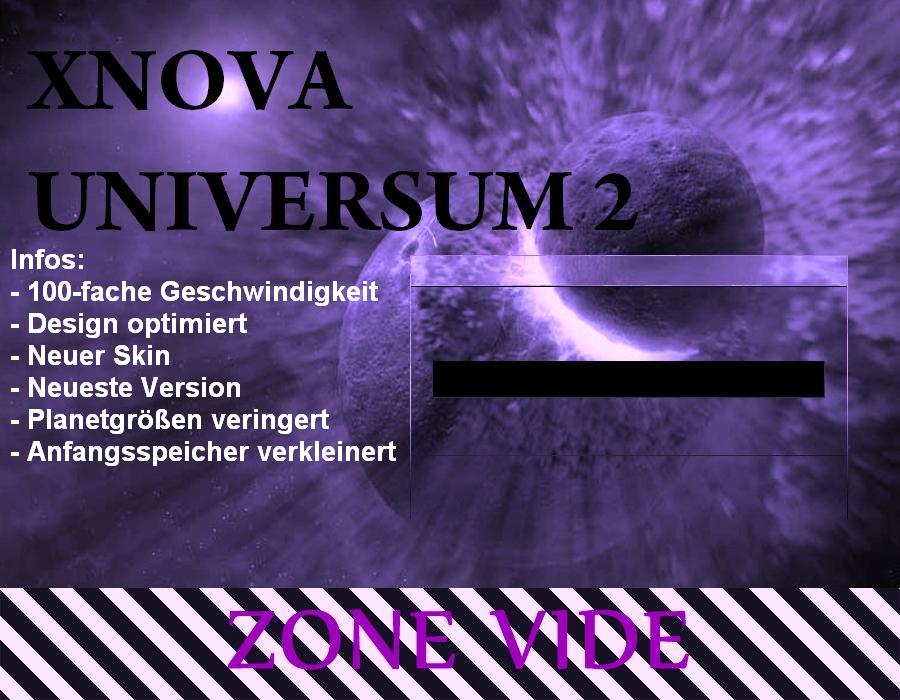 XNOVA
UNIVERSUM 2
Infos:
- 100-fache Geschwindigkeit
- Design optimiert
- Neuer Skin
- Neueste Version
- Planetgrößen veringert
- Anfangsspeicher verkleinert
ZONE VIDE